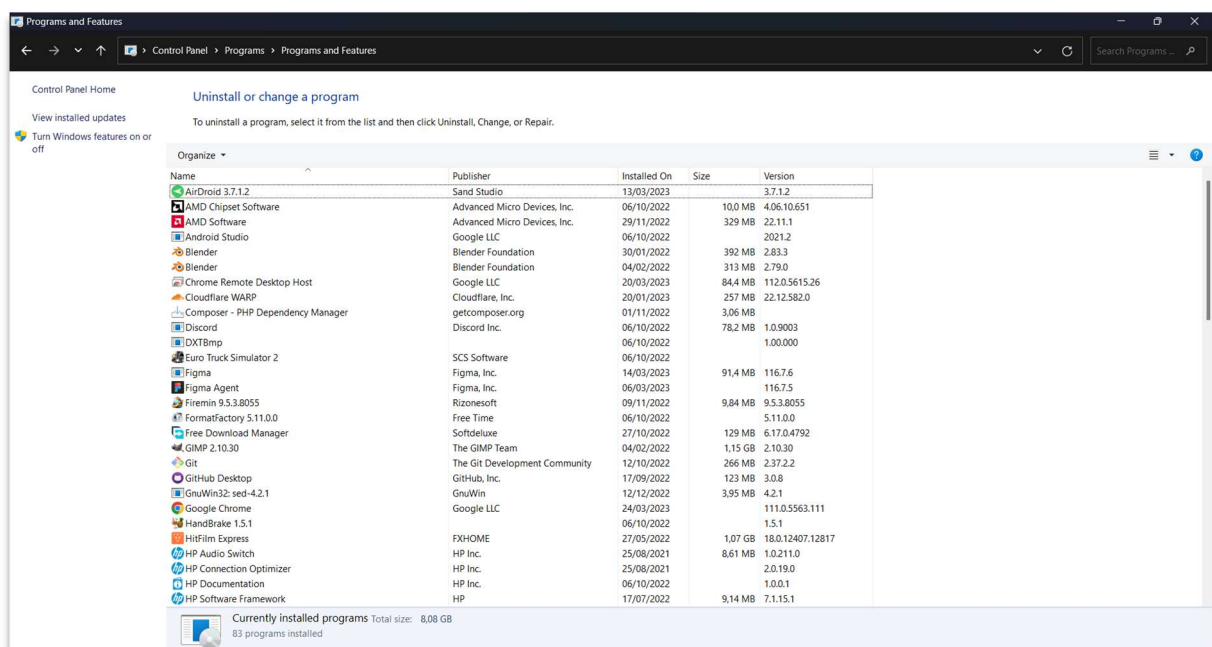 Programs and Features
Control Panel > Programs > Programs and Features
Search Programs ...
Control Panel Home
View installed updates
Turn Windows features on or
off
Uninstall or change a program
To uninstall a program, select it from the list and then click Uninstall, Change, or Repair.
Organize
Name Publisher Installed On Size Version
AirDroid 3.7.1.2 Sand Studio 13/03/2023 3.7.1.2
AMD Chipset Software Advanced Micro Devices, Inc. 06/10/2022 10,0 MB 4.06.10.651
AMD Software Advanced Micro Devices, Inc. 29/11/2022 329 MB 22.11.1
Android Studio Google LLC 06/10/2022 2021.2
Blender Blender Foundation 30/01/2022 392 MB 2.83.3
Blender Blender Foundation 04/02/2022 313 MB 2.79.0
Chrome Remote Desktop Host Google LLC 20/03/2023 84,4 MB 112.0.5615.26
Cloudflare WARP Cloudflare, Inc. 20/01/2023 257 MB 22.12.582.0
Composer - PHP Dependency Manager getcomposer.org 01/11/2022 3,06 MB
Discord Discord Inc. 06/10/2022 78,2 MB 1.0.9003
DXTBmp 06/10/2022 1.00.000
Euro Truck Simulator 2 SCS Software 06/10/2022
Figma Figma, Inc. 14/03/2023 91,4 MB 116.7.6
Figma Agent Figma, Inc. 06/03/2023 116.7.5
Firemin 9.5.3.8055 Rizonesoft 09/11/2022 9,84 MB 9.5.3.8055
FormatFactory 5.11.0.0 Free Time 06/10/2022 5.11.0.0
Free Download Manager Softdeluxe 27/10/2022 129 MB 6.17.0.4792
GIMP 2.10.30 The GIMP Team 04/02/2022 1,15 GB 2.10.30
Git The Git Development Community 12/10/2022 266 MB 2.37.2.2
GitHub Desktop GitHub, Inc. 17/09/2022 123 MB 3.0.8
GnuWin32: sed-4.2.1 GnuWin 12/12/2022 3,95 MB 4.2.1
Google Chrome Google LLC 24/03/2023 111.0.5563.111
HandBrake 1.5.1 06/10/2022 1.5.1
HitFilm Express FXHOME 27/05/2022 1,07 GB 18.0.12407.12817
HP Audio Switch HP Inc. 25/08/2021 8,61 MB 1.0.211.0
HP Connection Optimizer HP Inc. 25/08/2021 2.0.19.0
HP Documentation HP Inc. 06/10/2022 1.0.0.1
HP Software Framework HP 17/07/2022 9,14 MB 7.1.15.1
Currently installed programs Total size: 8,08 GB
83 programs installed